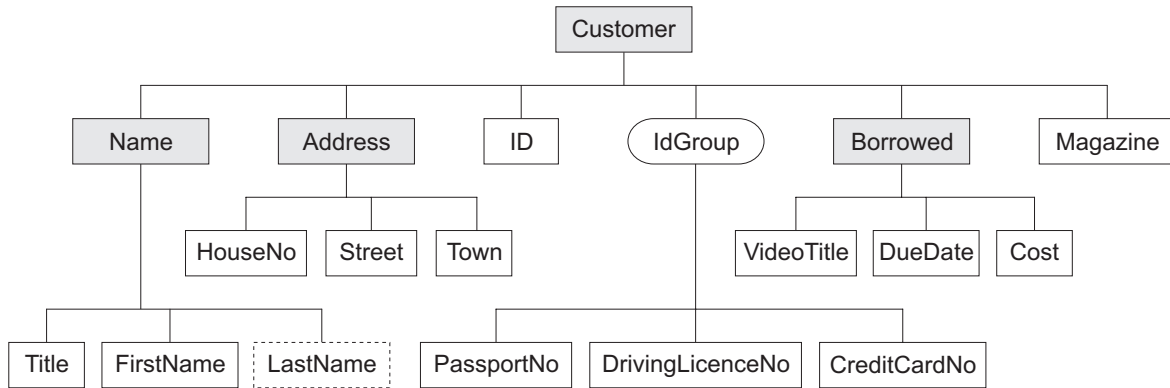 Customer
Name Address ID IdGroup Borrowed Magazine
HouseNo Street Town VideoTitle DueDate Cost
Title FirstName LastName PassportNo DrivingLicenceNo CreditCardNo